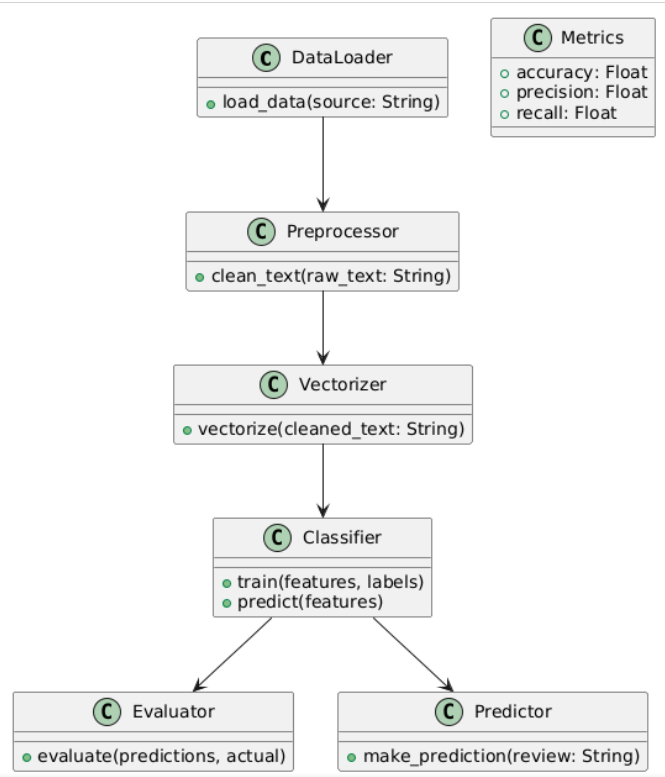 C DataLoader
load_data(source: String)
C Metrics
accuracy: Float
precision: Float
recall: Float
C Preprocessor
clean_text(raw_text: String)
C Vectorizer
vectorize(cleaned_text: String)
C Classifier
train(features, labels)
predict(features)
C Evaluator
evaluate(predictions, actual)
C Predictor
make_prediction(review: String)